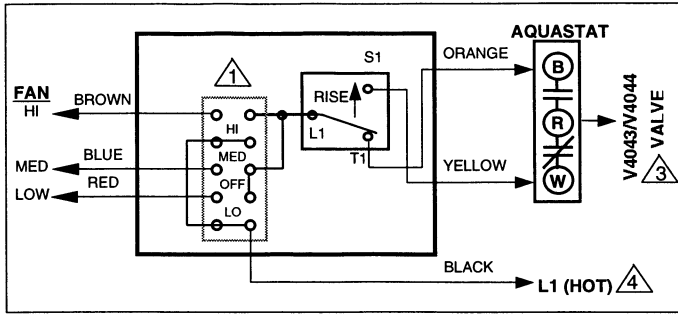 AQUASTAT
S1
ORANGE
1
B
FAN
HI
BROWN
RISE
HI
L1
R
V4043/V4044
VALVE
3
MED
BLUE
MED
T1
YELLOW
RED
OFF
W
LOW
LO
BLACK
L1 (HOT)
4